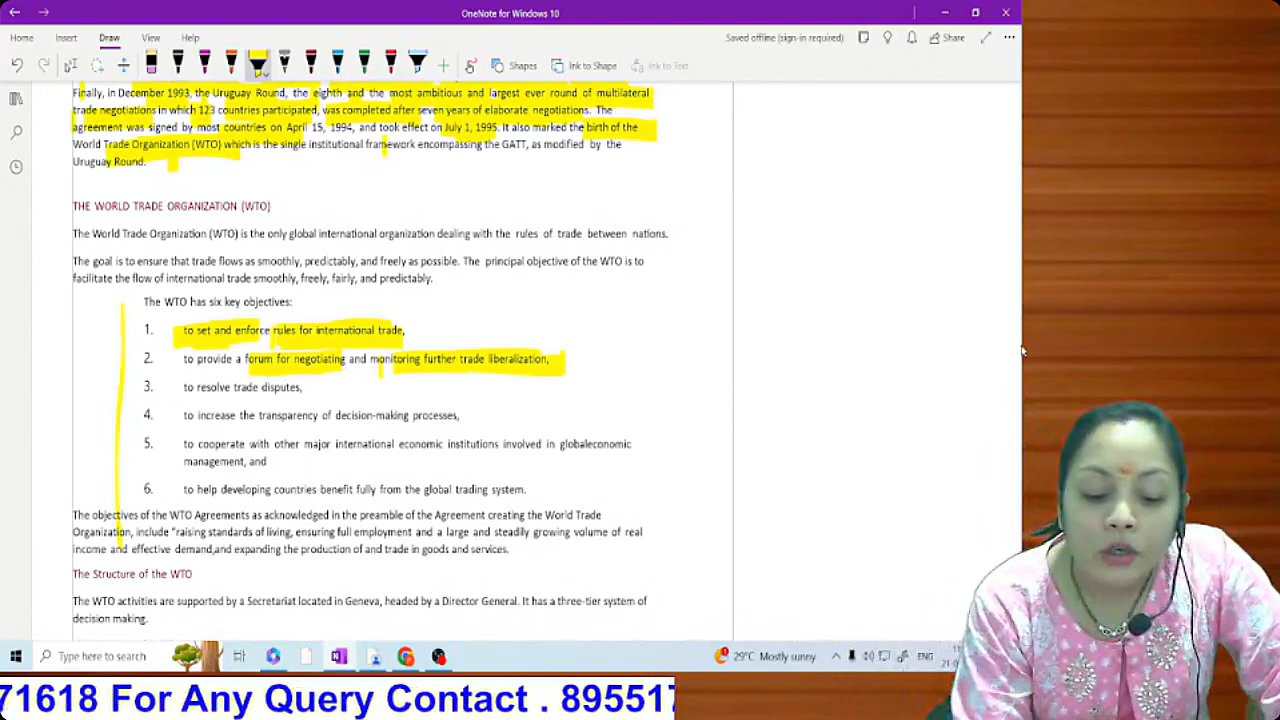 OneNote for Windows 10
Home Insert Draw View Help
Saved offline (sign-in required) Share
Shapes Ink to Shape Ink to Text
Finally, in December 1993, the Uruguay Round, the eighth and the most ambitious and largest ever round of multilateral
trade negotiations in which 123 countries participated, was completed after seven years of elaborate negotiations. The
agreement was signed by most countries on April 15, 1994, and took effect on July 1, 1995. It also marked the birth of the
World Trade Organization (WTO) which is the single institutional framework encompassing the GATT, as modified by the
Uruguay Round.
THE WORLD TRADE ORGANIZATION (WTO)
The World Trade Organization (WTO) is the only global international organization dealing with the rules of trade between nations.
The goal is to ensure that trade flows as smoothly, predictably, and freely as possible. The principal objective of the WTO is to
facilitate the flow of international trade smoothly, freely, fairly, and predictably.
The WTO has six key objectives:
1. to set and enforce rules for international trade,
2. to provide a forum for negotiating and monitoring further trade liberalization,
3. to resolve trade disputes,
4. to increase the transparency of decision-making processes,
5. to cooperate with other major international economic institutions involved in globaleconomic
management, and
6. to help developing countries benefit fully from the global trading system.
The objectives of the WTO Agreements as acknowledged in the preamble of the Agreement creating the World Trade
Organization, include "raising standards of living, ensuring full employment and a large and steadily growing volume of real
income and effective demand,and expanding the production of and trade in goods and services.
The Structure of the WTO
The WTO activities are supported by a Secretariat located in Geneva, headed by a Director General. It has a three-tier system of
decision making.
Type here to search
29°C Mostly sunny ENG
71618 For Any Query Contact . 89551